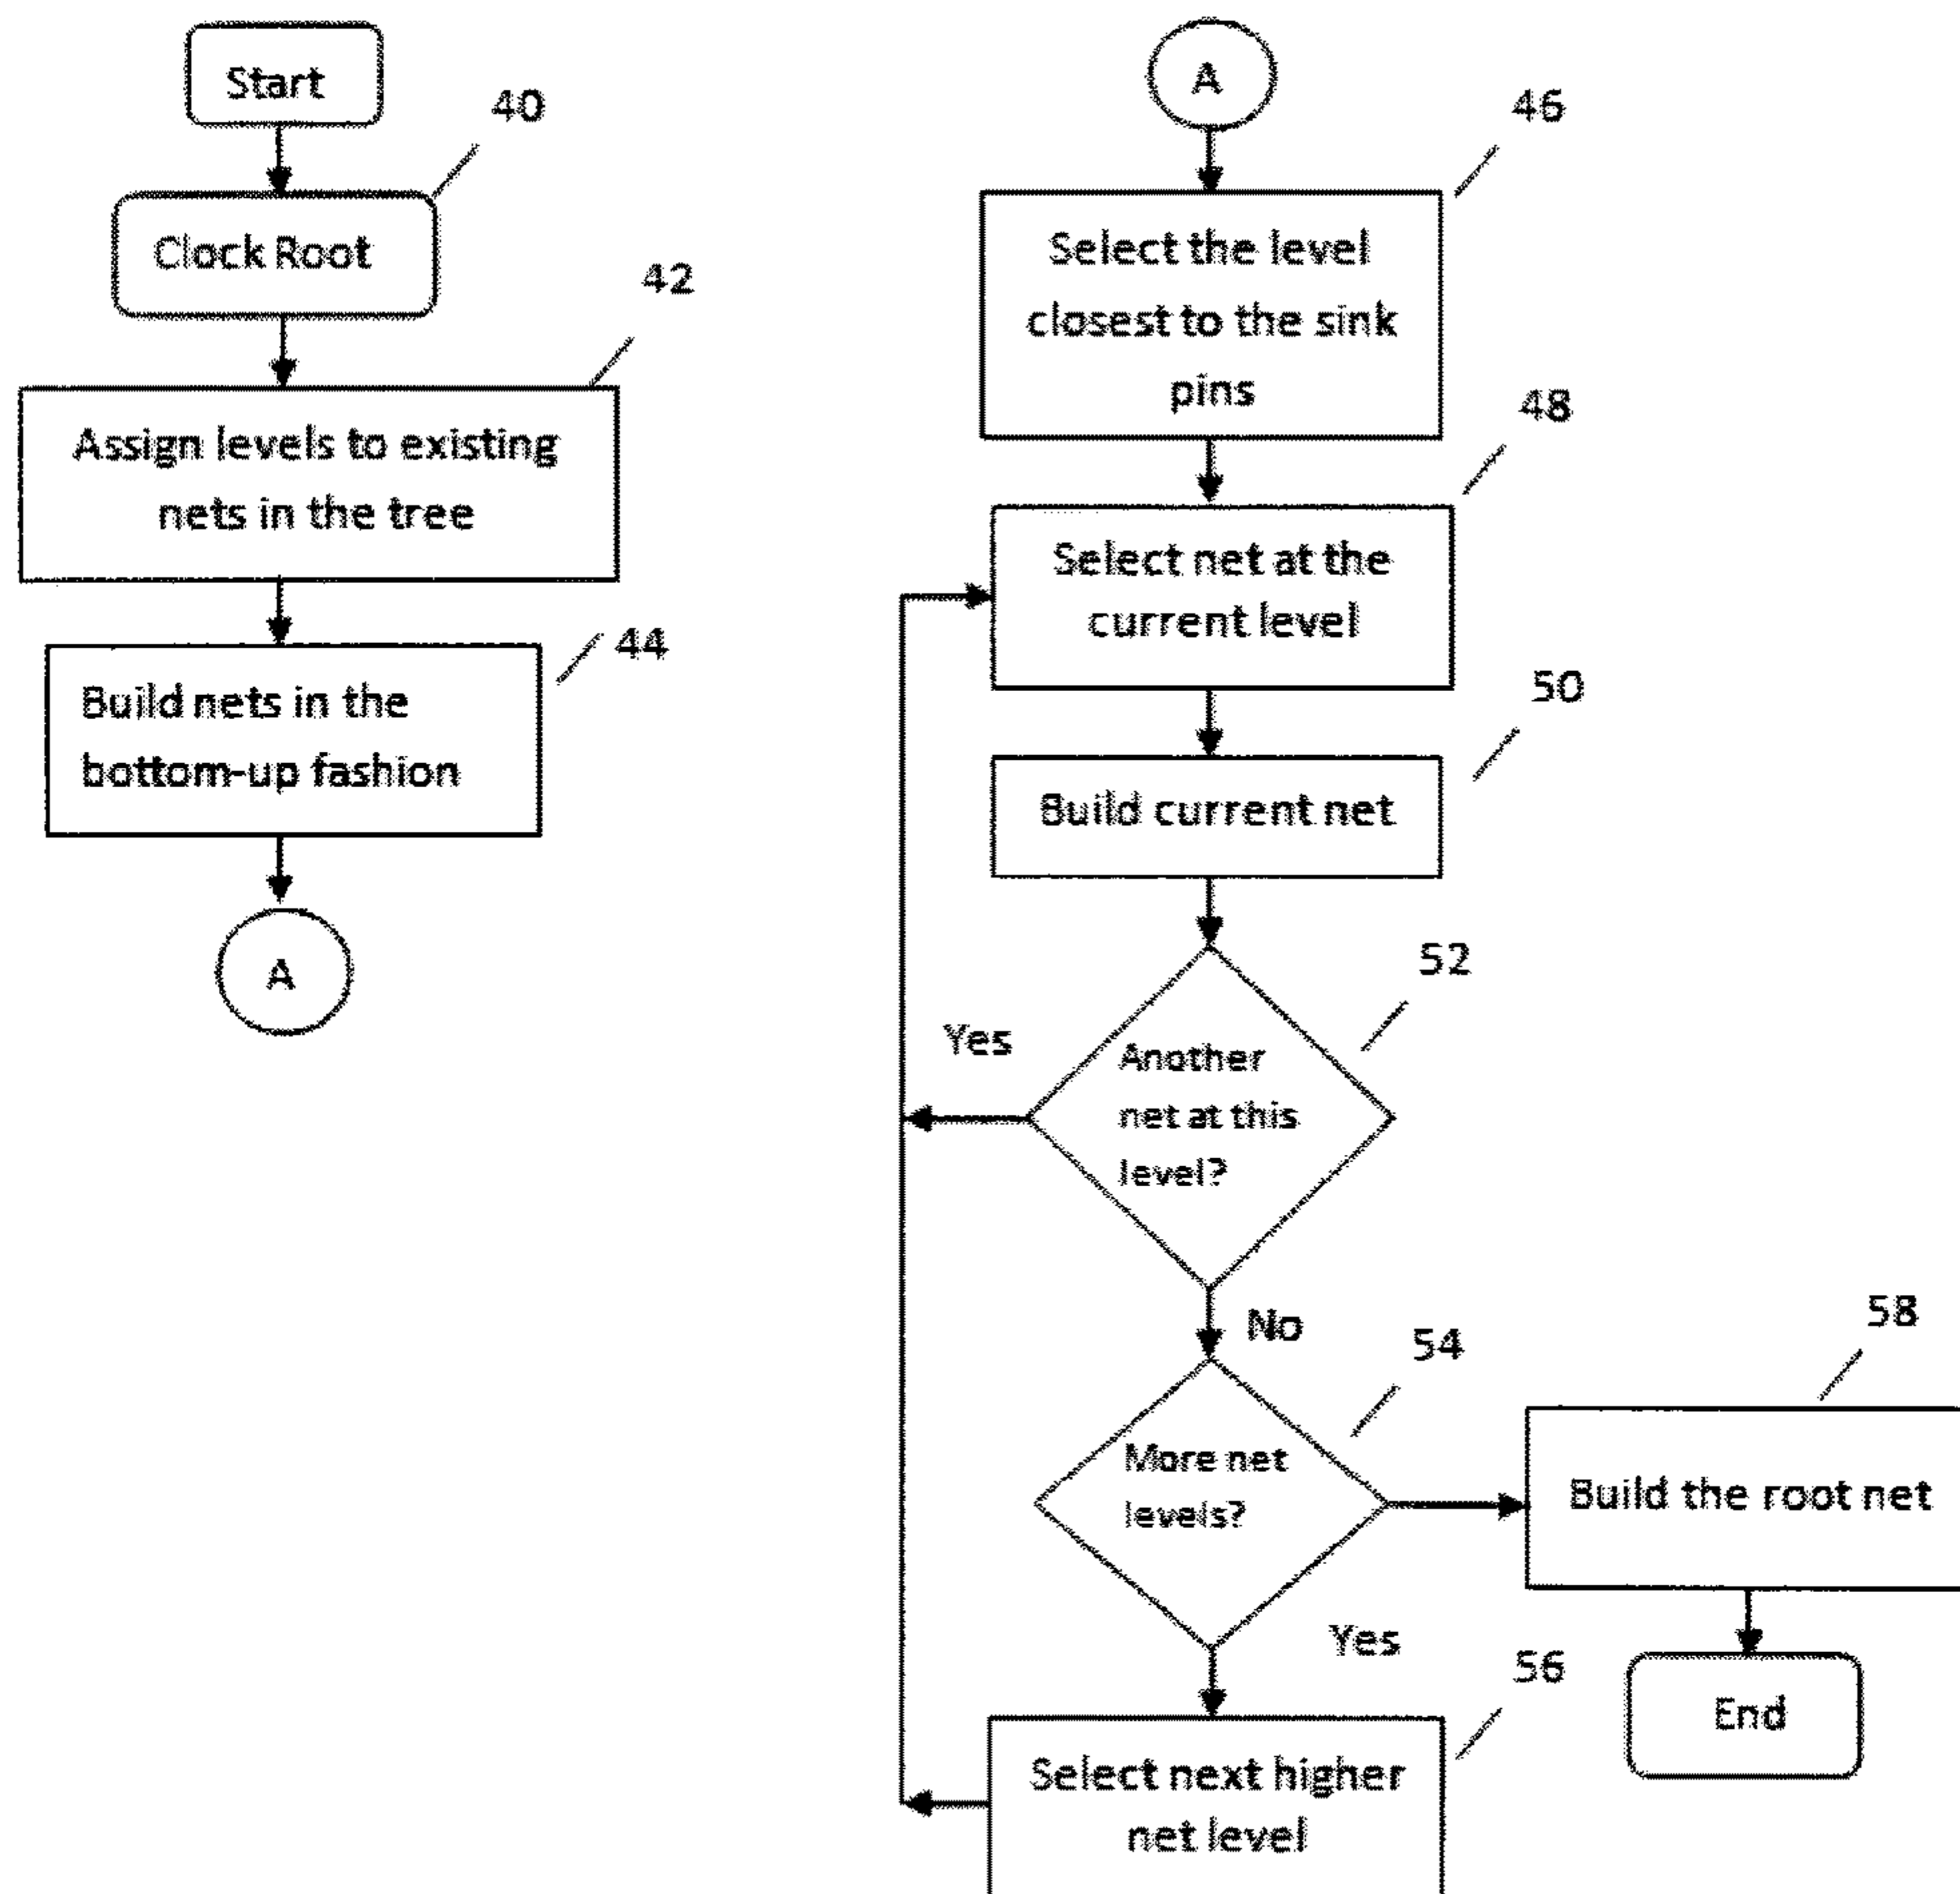 Start
40
Clock Root
42
Assign levels to existing
nets in the tree
44
Build nets in the
bottom-up fashion
A
A
46
Select the level
closest to the sink
pins
48
Select net at the
current level
50
Build current net
52
Yes
Another
net at this
level?
No
54
58
More net
levels?
Build the root net
Yes
56
End
Select next higher
net level